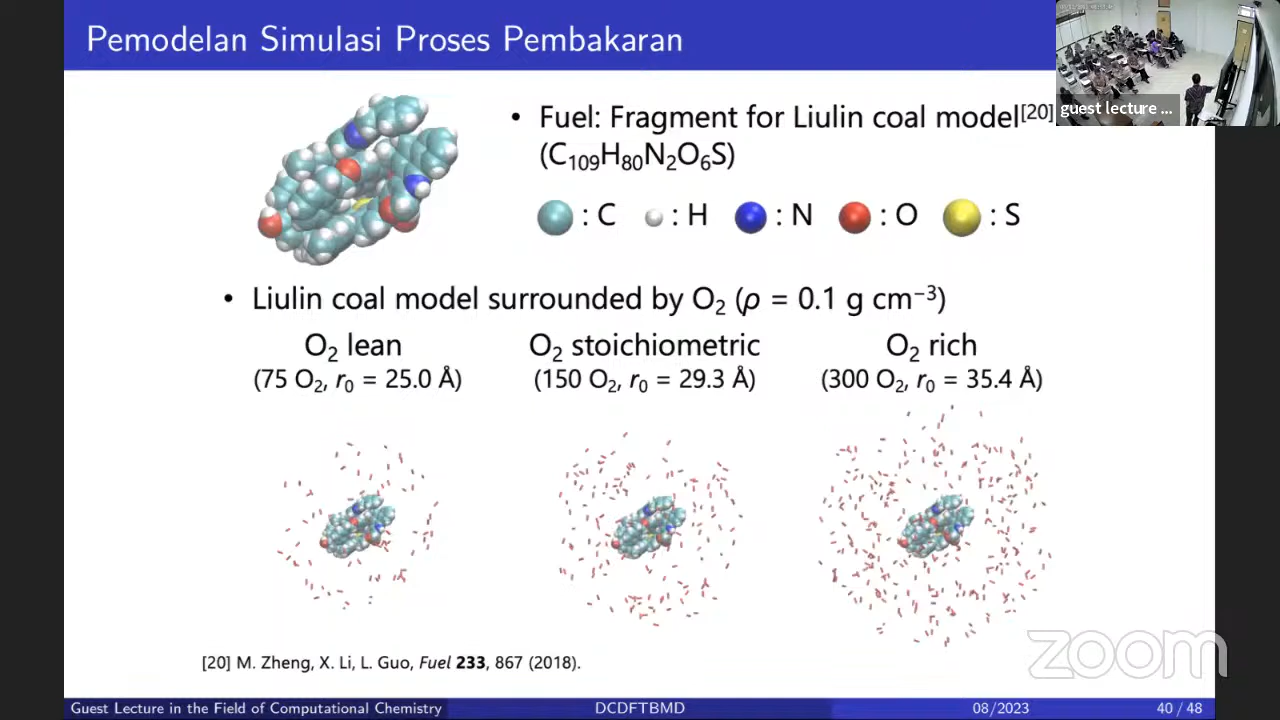 Pemodelan Simulasi Proses Pembakaran
guest lecture ...
• Fuel: Fragment for Liulin coal model[20]
(C₁₀₉H₈₀N₂O₆S)
: C : H : N : O : S
• Liulin coal model surrounded by O₂ (ρ = 0.1 g cm⁻³)
O₂ lean O₂ stoichiometric O₂ rich
(75 O₂, r₀ = 25.0 Å) (150 O₂, r₀ = 29.3 Å) (300 O₂, r₀ = 35.4 Å)
zoom
[20] M. Zheng, X. Li, L. Guo, Fuel 233, 867 (2018).
Guest Lecture in the Field of Computational Chemistry DCDFTBMD 08/2023 40 / 48